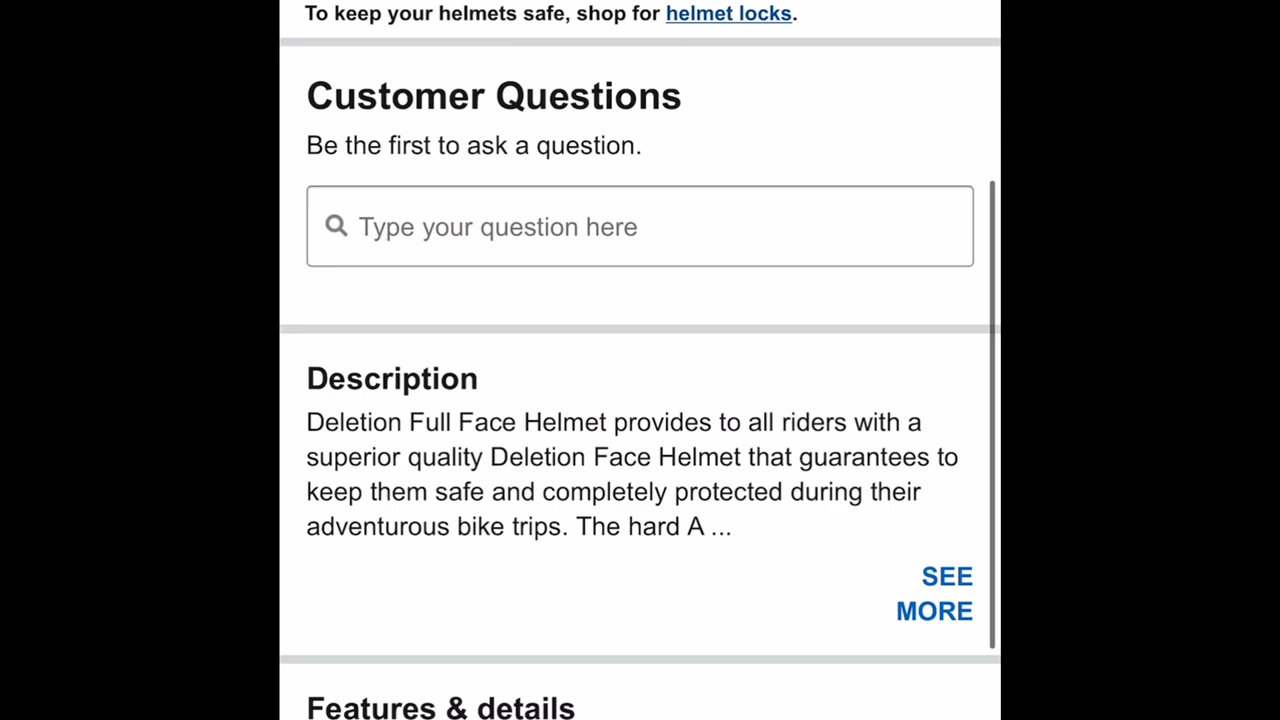 To keep your helmets safe, shop for helmet locks.
Customer Questions
Be the first to ask a question.
Type your question here
Description
Deletion Full Face Helmet provides to all riders with a
superior quality Deletion Face Helmet that guarantees to
keep them safe and completely protected during their
adventurous bike trips. The hard A ...
SEE
MORE
Features & details